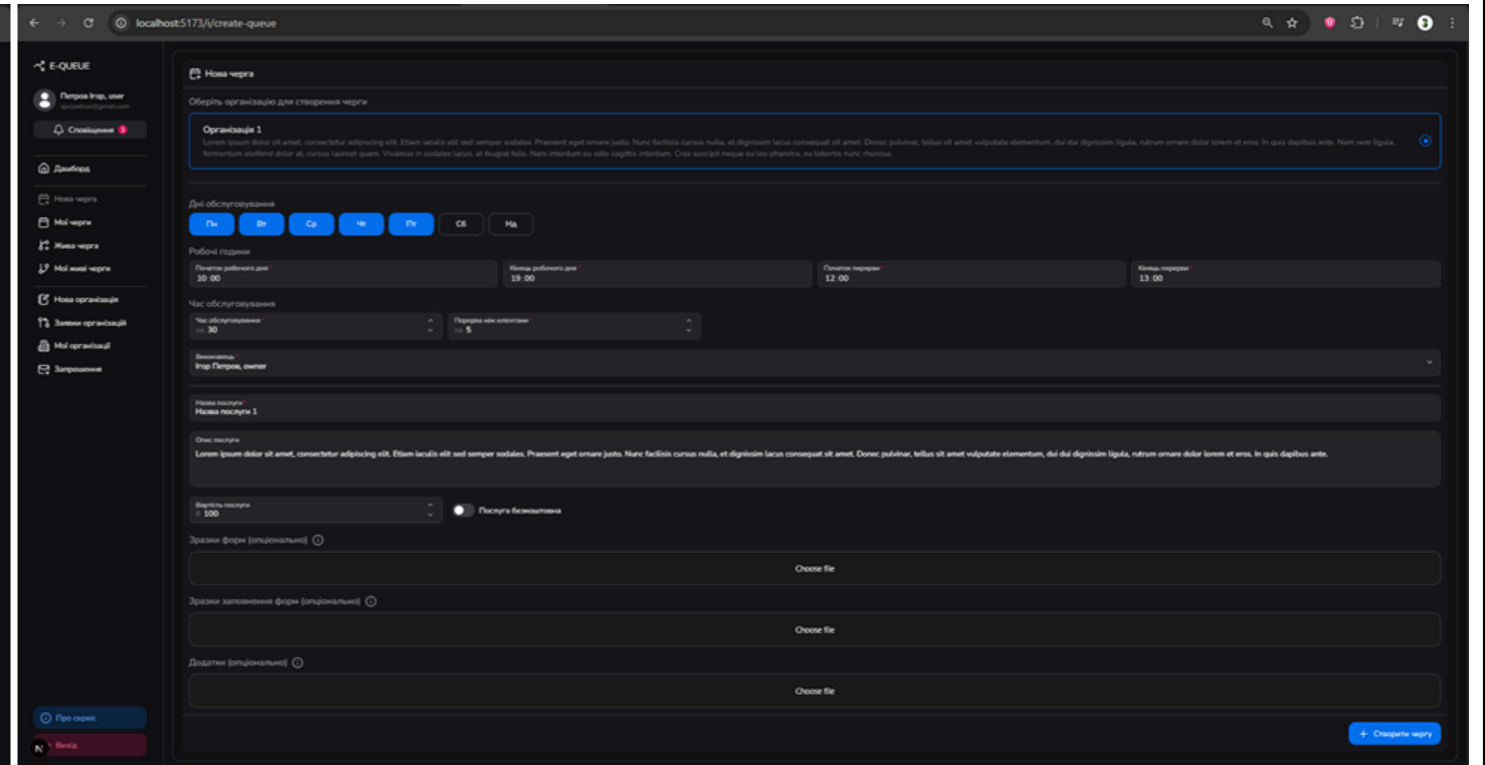 localhost:5173/i/create-queue
E-QUEUE
Петров Ігор, user
igorpetrov@gmail.com
Сповіщення
Дашборд
Нова черга
Мої черги
Жива черга
Мої живі черги
Нова організація
Заявки організацій
Мої організації
Запрошення
Про сервіс
N
Вихід
Нова черга
Оберіть організацію для створення черги
Організація 1
Lorem ipsum dolor sit amet, consectetur adipiscing elit. Etiam iaculis elit sed semper sodales. Praesent eget ornare justo. Nunc facilisis cursus nulla, et dignissim lacus consequat sit amet. Donec pulvinar, tellus sit amet vulputate elementum, dui dui dignissim ligula, rutrum ornare dolor lorem et eros. In quis dapibus ante. Nam sem ligula,
fermentum eleifend dolor at, cursus laoreet quam. Vivamus in sodales lacus, at feugiat felis. Nam interdum eu odio sagittis interdum. Cras suscipit neque eu leo pharetra, eu lobortis nunc rhoncus.
Дні обслуговування
Пн Вт Ср Чт Пт Сб Нд
Робочі години
Початок робочого дня * Кінець робочого дня * Початок перерви * Кінець перерви *
10:00 19:00 12:00 13:00
Час обслуговування
Час обслуговування * Перерва між клієнтами *
хв 30 хв 5
Виконавець *
Ігор Петров, owner
Назва послуги *
Назва послуги 1
Опис послуги
Lorem ipsum dolor sit amet, consectetur adipiscing elit. Etiam iaculis elit sed semper sodales. Praesent eget ornare justo. Nunc facilisis cursus nulla, et dignissim lacus consequat sit amet. Donec pulvinar, tellus sit amet vulputate elementum, dui dui dignissim ligula, rutrum ornare dolor lorem et eros. In quis dapibus ante.
Вартість послуги
₴ 100 Послуга безкоштовна
Зразки форм (опціонально)
Choose file
Зразки заповнення форм (опціонально)
Choose file
Додатки (опціонально)
Choose file
+ Створити чергу